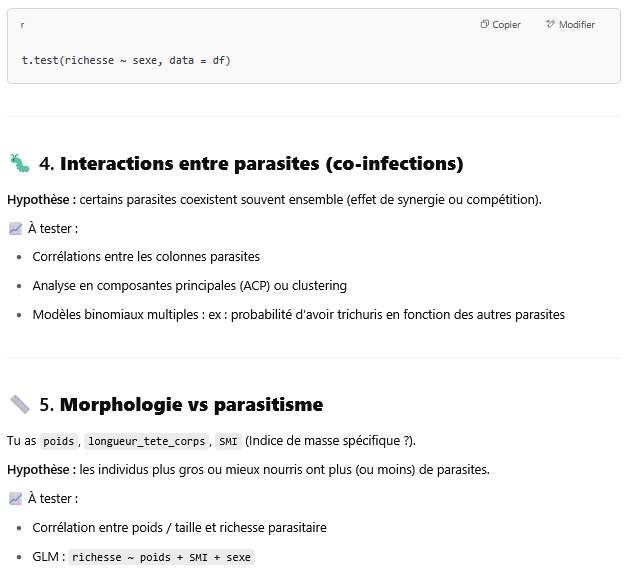 r
Copier
Modifier
t.test(richesse ~ sexe, data = df)
4. Interactions entre parasites (co-infections)
Hypothèse : certains parasites coexistent souvent ensemble (effet de synergie ou compétition).
À tester :
• Corrélations entre les colonnes parasites
• Analyse en composantes principales (ACP) ou clustering
• Modèles binomiaux multiples : ex : probabilité d'avoir trichuris en fonction des autres parasites
5. Morphologie vs parasitisme
Tu as poids, longueur_tete_corps, SMI (Indice de masse spécifique ?).
Hypothèse : les individus plus gros ou mieux nourris ont plus (ou moins) de parasites.
À tester :
• Corrélation entre poids / taille et richesse parasitaire
• GLM : richesse ~ poids + SMI + sexe